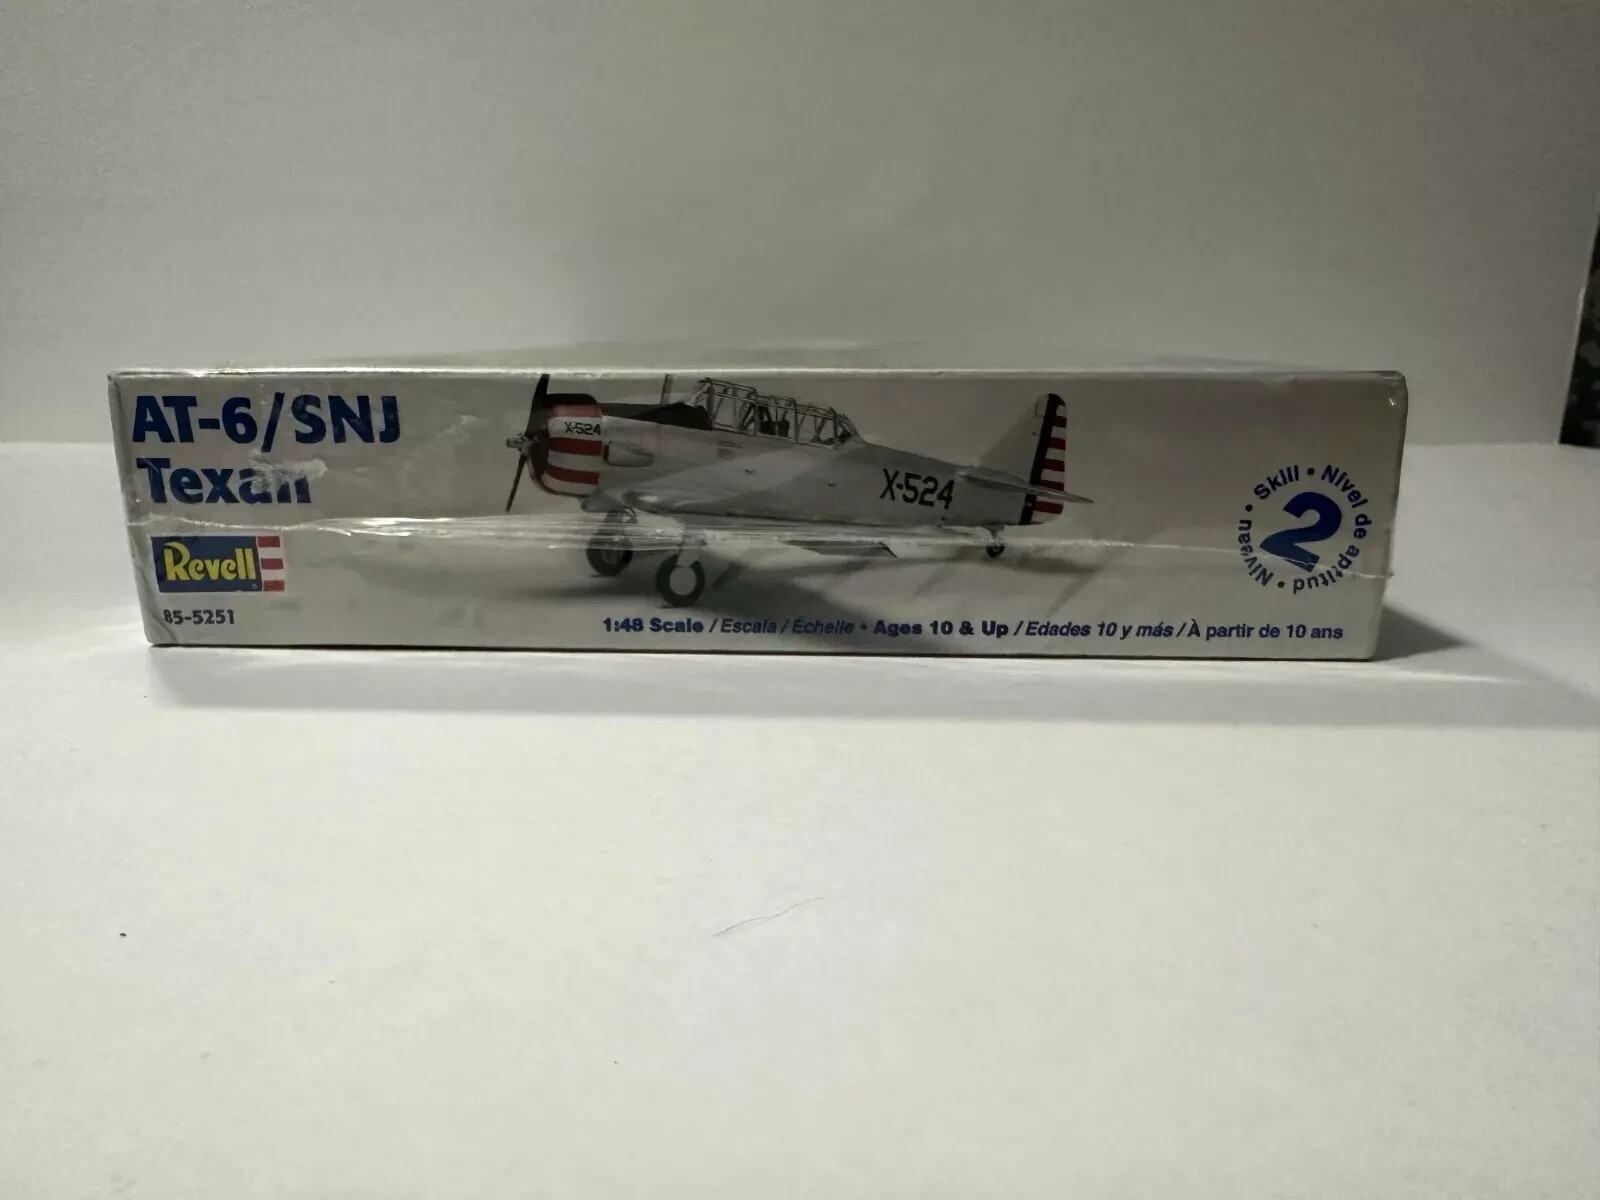 AT-6/SNJ
Texan
Revell
85-5251
X-524
X-524
1:48 Scale / Escala / Échelle • Ages 10 & Up / Edades 10 y más / À partir de 10 ans
Skill • Nivel de aptitud • Niveau •
2